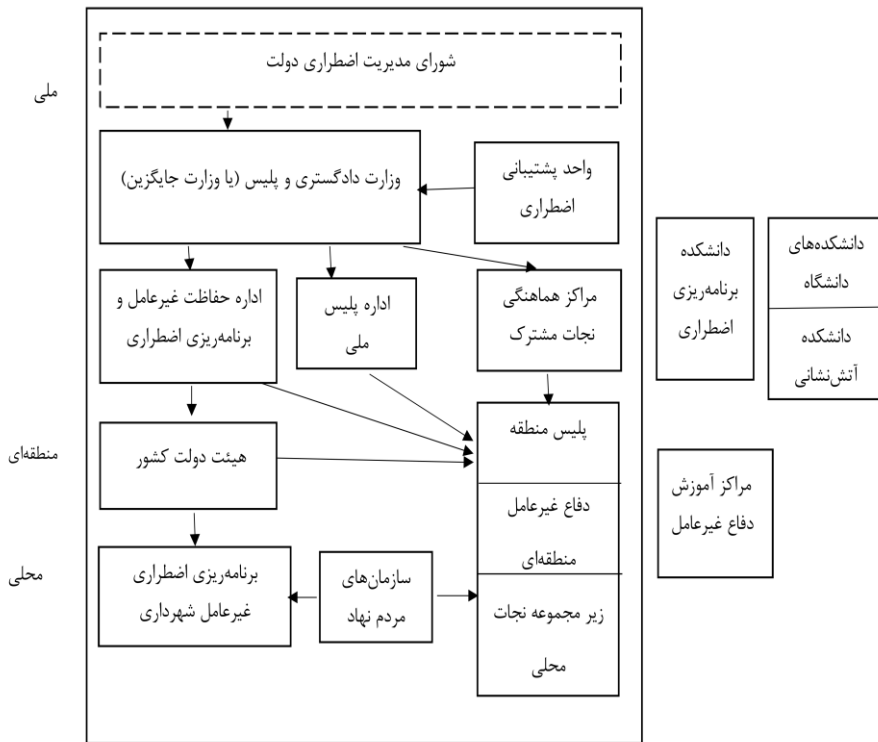 شورای مدیریت اضطراری دولت
ملی
وزارت دادگستری و پلیس (یا وزارت جایگزین)
واحد پشتیبانی
اضطراری
دانشکده
برنامه‌ریزی
اضطراری
دانشکده‌های
دانشگاه
دانشکده
آتش‌نشانی
اداره حفاظت غیرعامل و
برنامه‌ریزی اضطراری
اداره پلیس
ملی
مراکز هماهنگی
نجات مشترک
منطقه‌ای
هیئت دولت کشور
پلیس منطقه
دفاع غیرعامل
منطقه‌ای
مراکز آموزش
دفاع غیرعامل
محلی
برنامه‌ریزی اضطراری
غیرعامل شهرداری
سازمان‌های
مردم نهاد
زیر مجموعه نجات
محلی